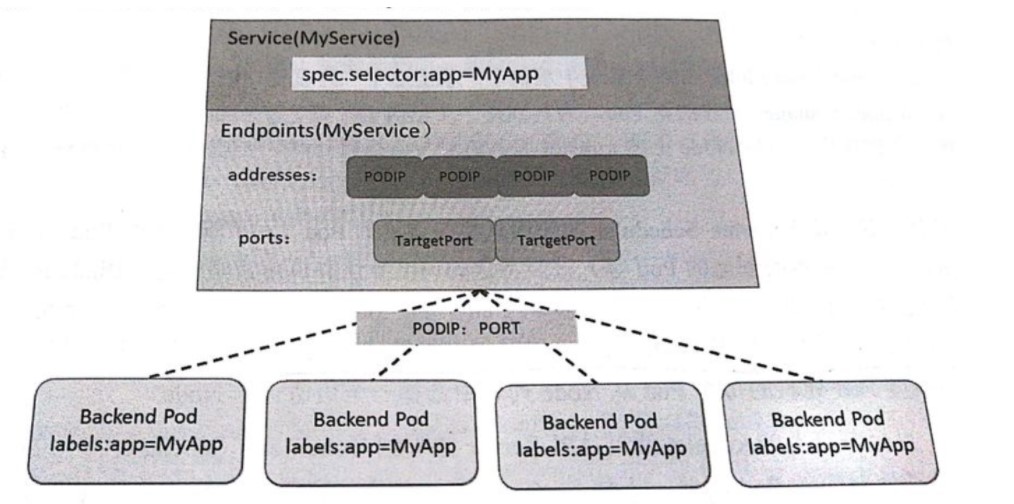 Service(MyService)
spec.selector:app=MyApp
Endpoints(MyService）
addresses:
PODIP PODIP PODIP PODIP
ports:
TartgetPort TartgetPort
PODIP：PORT
Backend Pod Backend Pod Backend Pod Backend Pod
labels:app=MyApp labels:app=MyApp labels:app=MyApp labels:app=MyApp